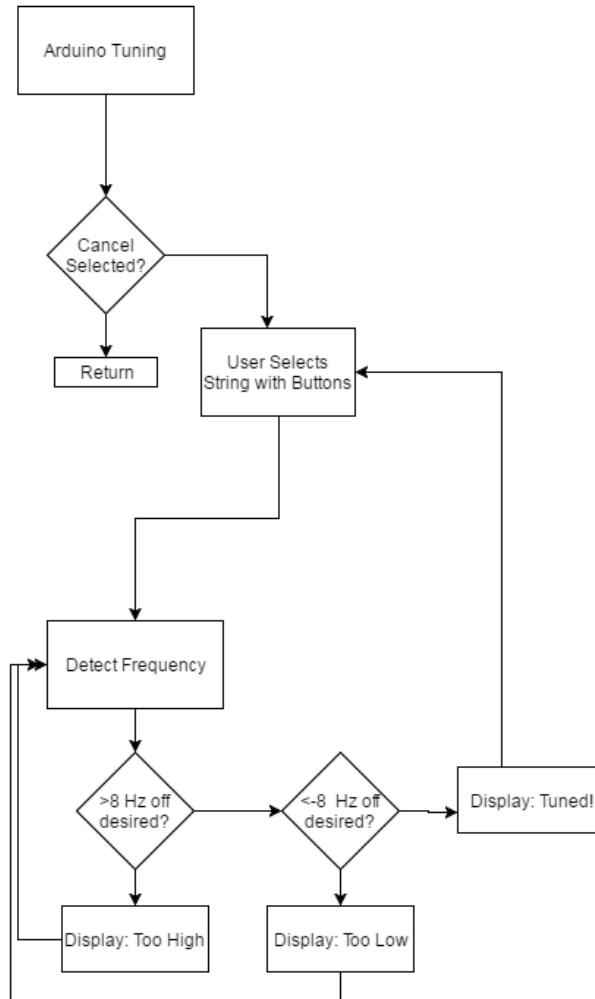 Arduino Tuning
Cancel
Selected?
Return
User Selects
String with Buttons
Detect Frequency
>8 Hz off
desired?
<-8  Hz off
desired?
Display: Tuned!
Display: Too High
Display: Too Low